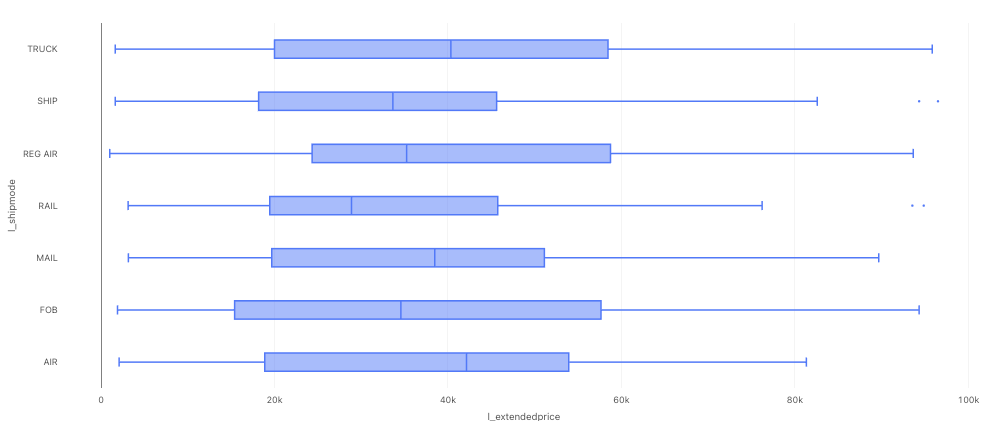 TRUCK
SHIP
REG AIR
RAIL
MAIL
FOB
AIR
l_shipmode
0 20k 40k 60k 80k 100k
l_extendedprice